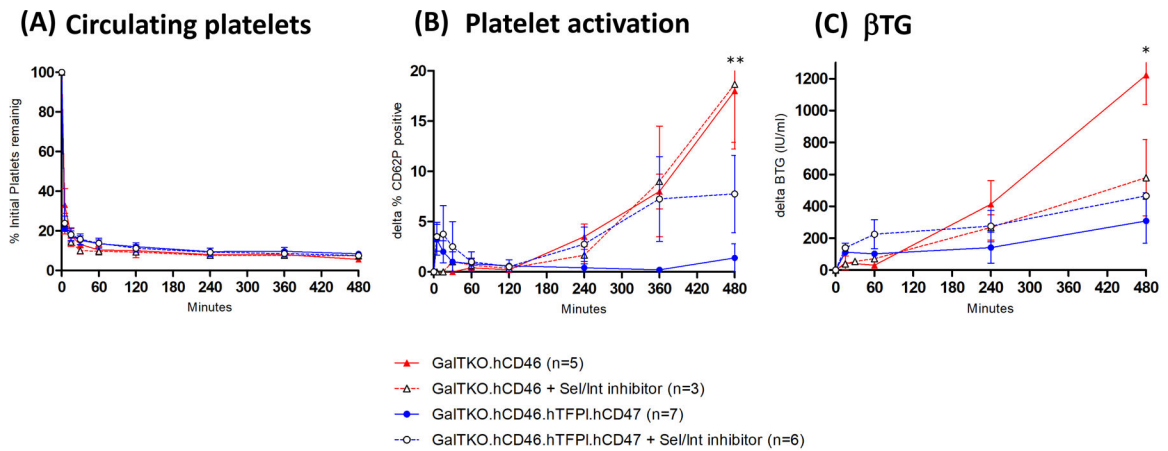 (A) Circulating platelets
(B) Platelet activation
(C) βTG
% Initial Platelets remainig
100
80
60
40
20
0
0 60 120 180 240 300 360 420 480
Minutes
delta % CD62P positive
20
15
10
5
0
0 60 120 240 360 480
Minutes
**
delta BTG (IU/ml)
1200
1000
800
600
400
200
0
0 60 120 180 240 300 360 420 480
Minutes
*
GalTKO.hCD46 (n=5)
GalTKO.hCD46 + Sel/Int inhibitor (n=3)
GalTKO.hCD46.hTFPI.hCD47 (n=7)
GalTKO.hCD46.hTFPI.hCD47 + Sel/Int inhibitor (n=6)